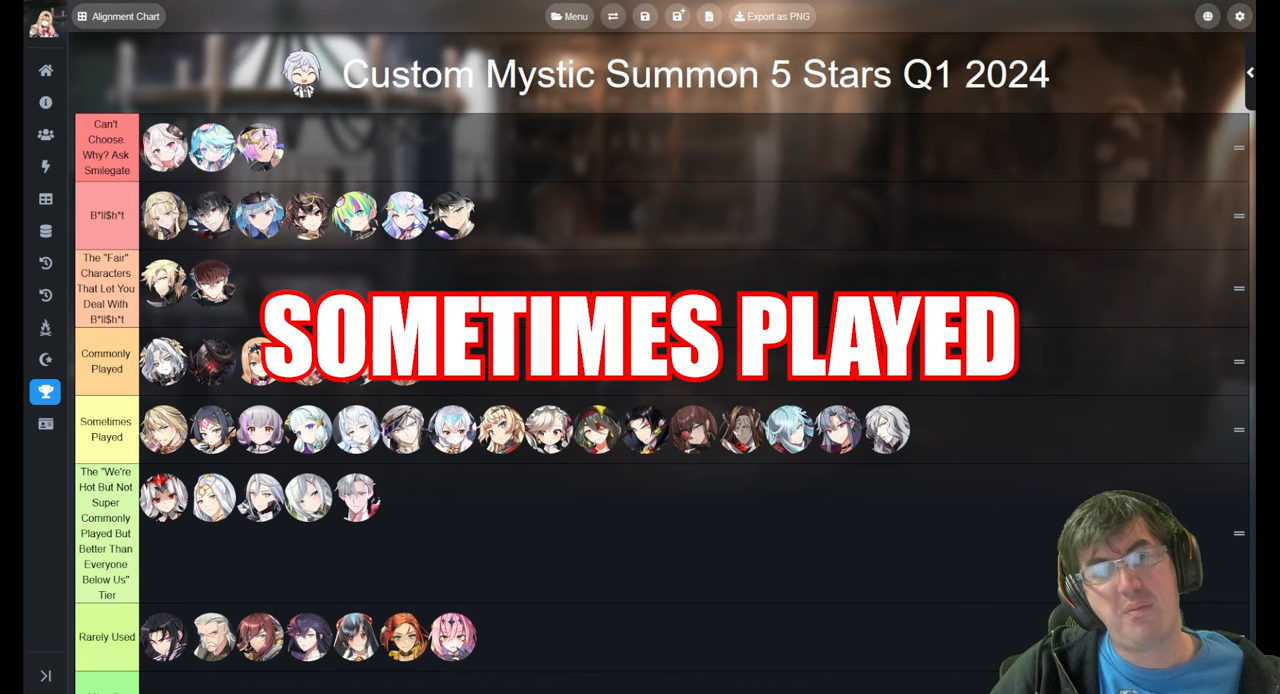 Alignment Chart
Menu
Export as PNG
Custom Mystic Summon 5 Stars Q1 2024
Can't
Choose.
Why? Ask
Smilegate
B*ll$h*t
The "Fair"
Characters
That Let You
Deal With
B*ll$h*t
SOMETIMES PLAYED
Commonly
Played
Sometimes
Played
The "We're
Hot But Not
Super
Commonly
Played But
Better Than
Everyone
Below Us"
Tier
Rarely Used